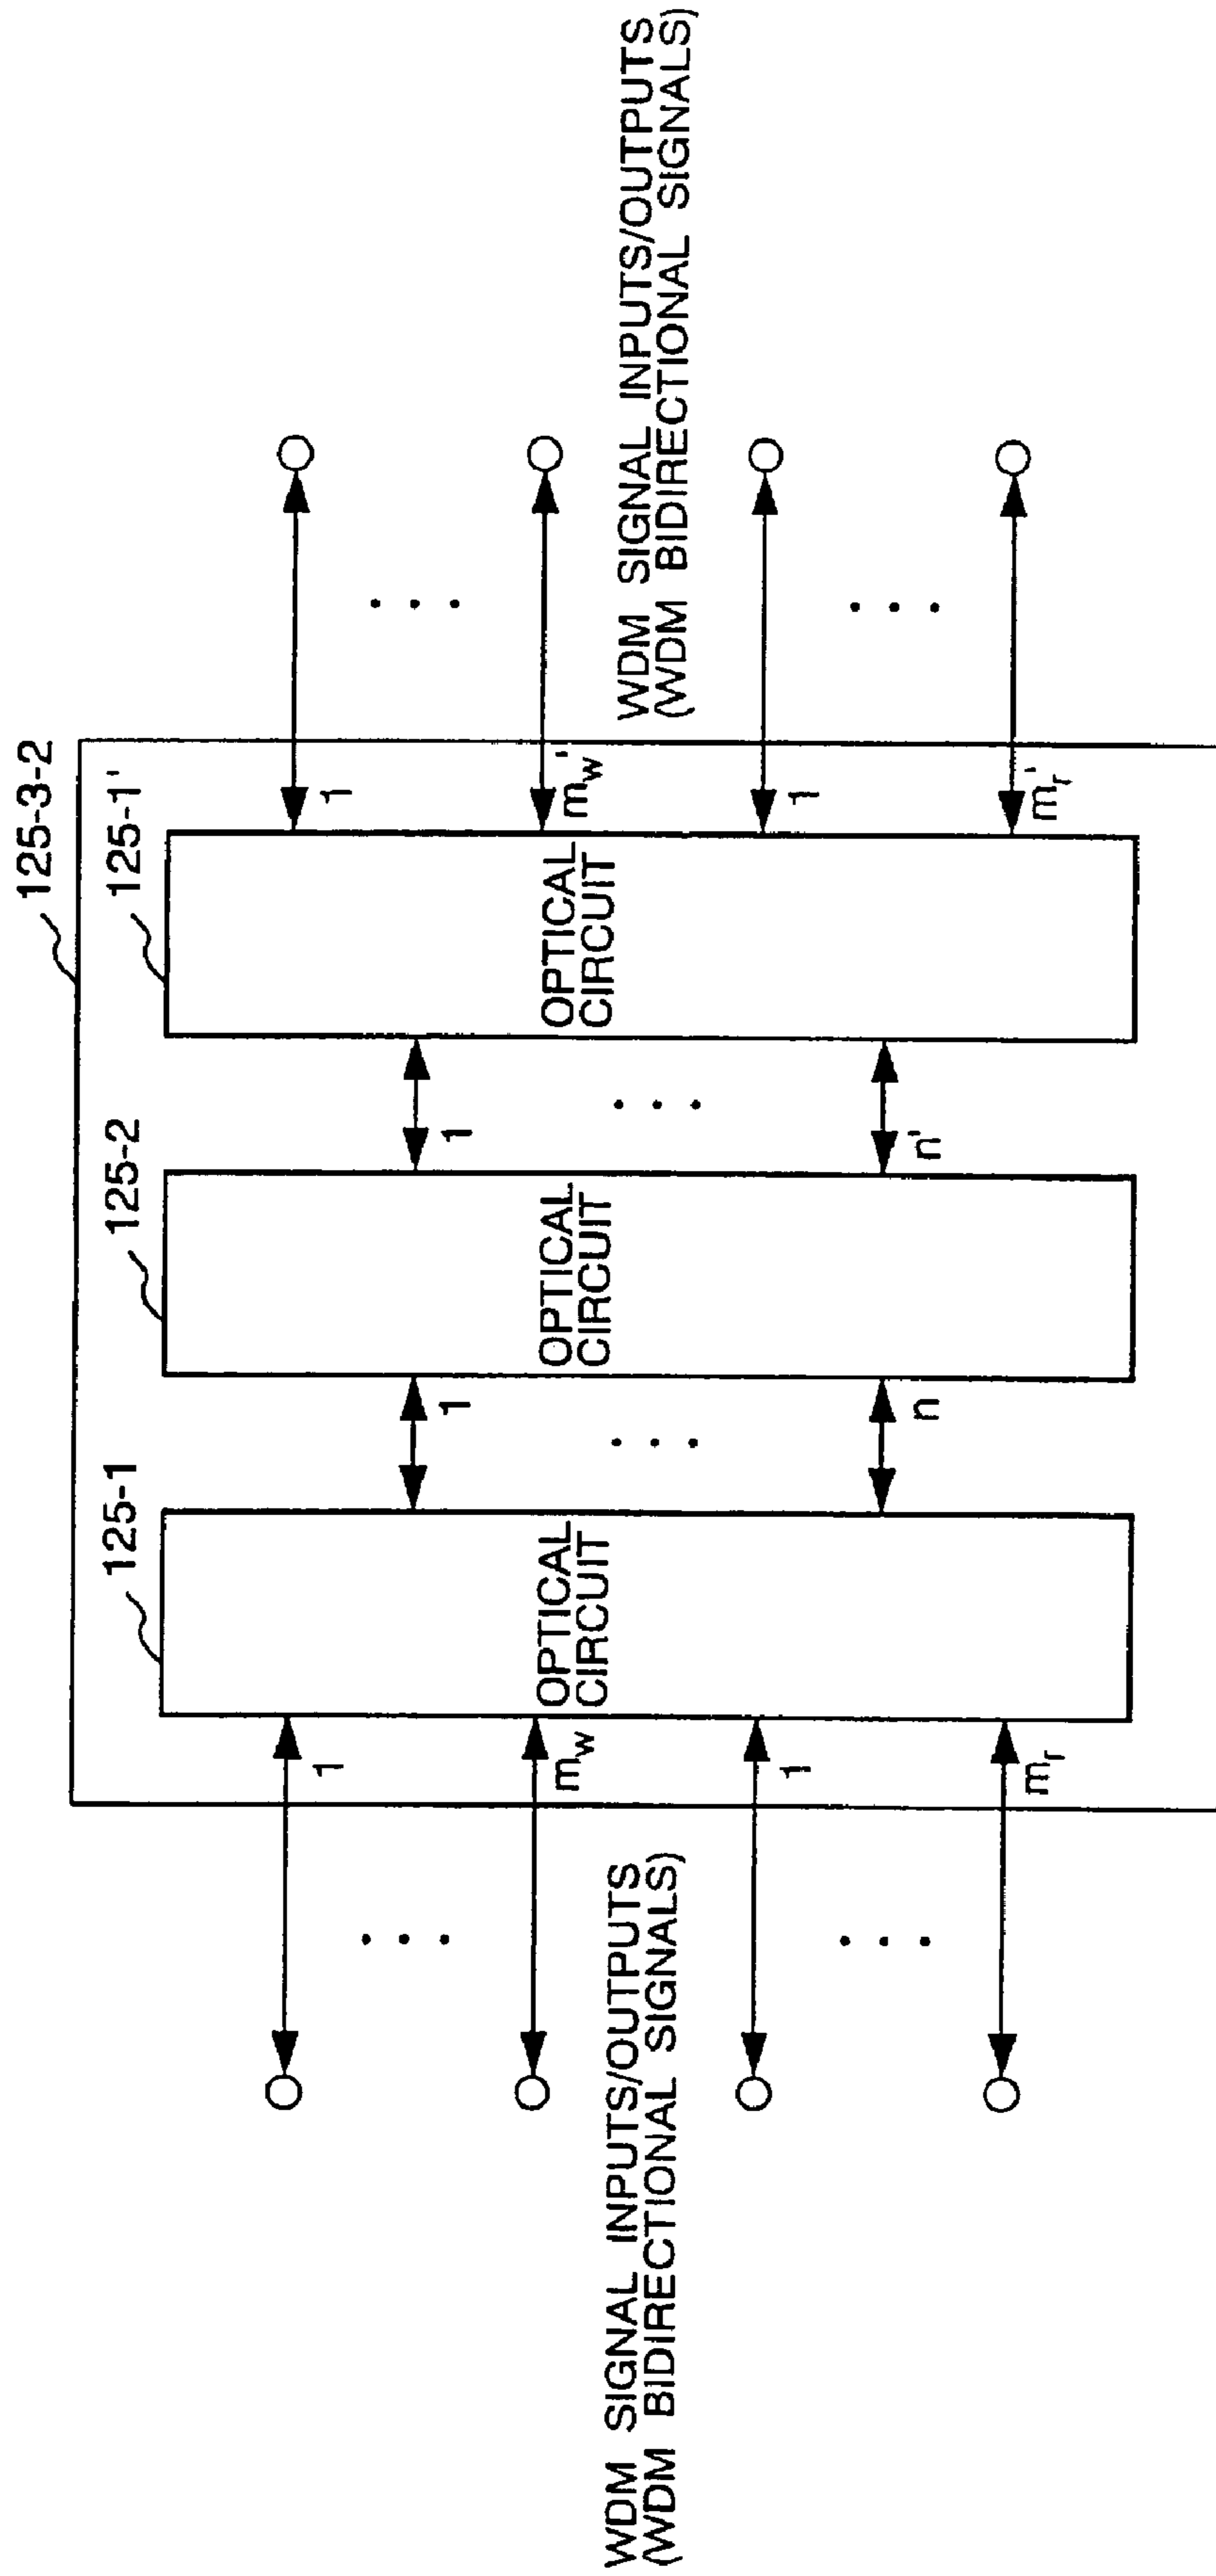 125-3-2
125-1
125-2
125-1'
WDM SIGNAL INPUTS/OUTPUTS
(WDM BIDIRECTIONAL SIGNALS)
1
m_w
1
m_r
OPTICAL
CIRCUIT
1
n
OPTICAL
CIRCUIT
1
n'
OPTICAL
CIRCUIT
1
m_w'
1
m_r'
WDM SIGNAL INPUTS/OUTPUTS
(WDM BIDIRECTIONAL SIGNALS)